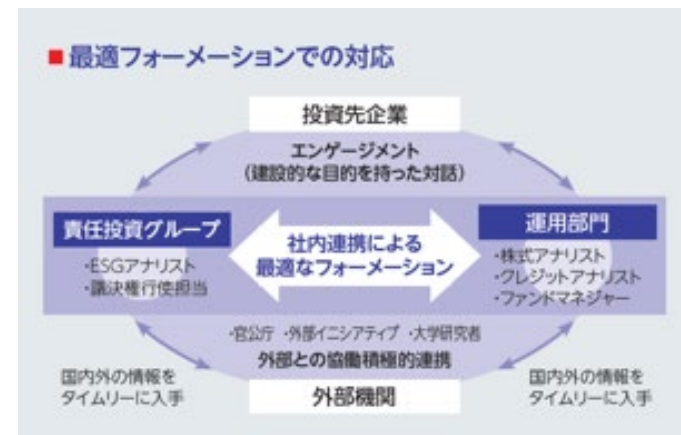 ■最適フォーメーションでの対応
投資先企業
エンゲージメント
(建設的な目的を持った対話)
責任投資グループ
・ESGアナリスト
・議決権行使担当
社内連携による
最適なフォーメーション
運用部門
・株式アナリスト
・クレジットアナリスト
・ファンドマネジャー
・官公庁 ・外部イニシアティブ ・大学研究者
外部との協働積極的連携
外部機関
国内外の情報を
タイムリーに入手
国内外の情報を
タイムリーに入手